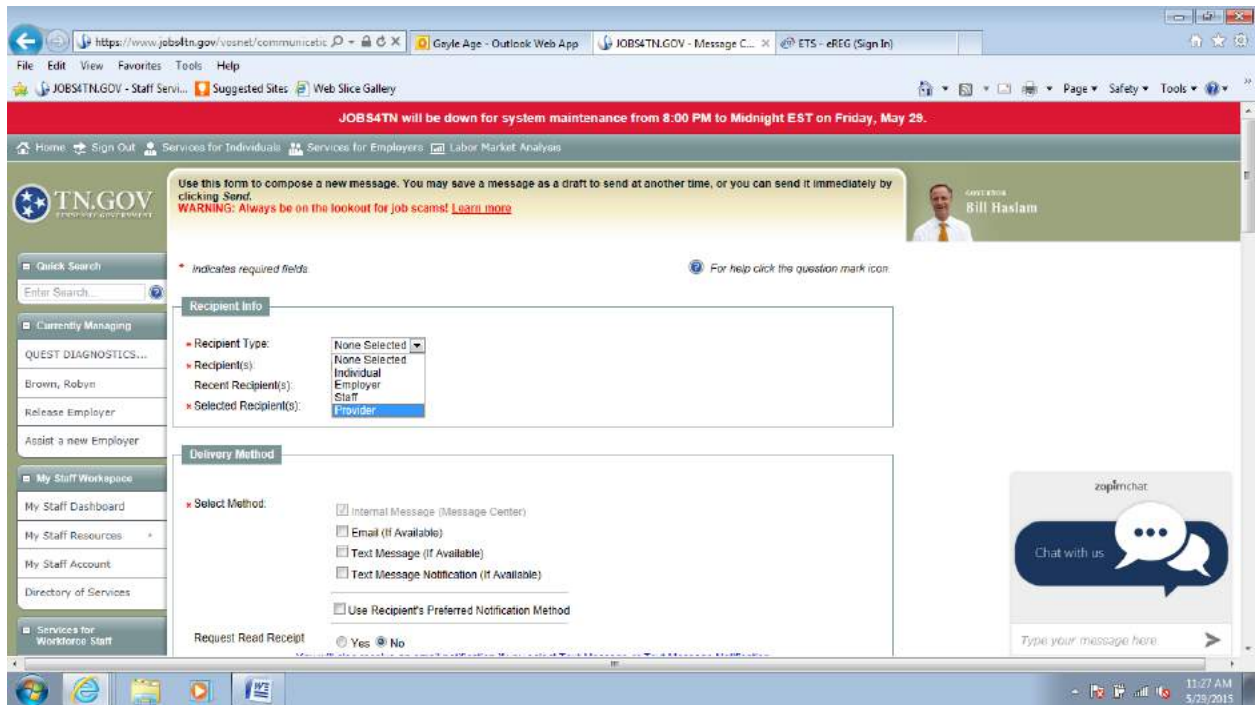 https://www.jobs4tn.gov/vosnet/communicatic
Gayle Age - Outlook Web App
JOBS4TN.GOV - Message C...
ETS - eREG (Sign In)
File Edit View Favorites Tools Help
JOBS4TN.GOV - Staff Servi...
Suggested Sites
Web Slice Gallery
Page Safety Tools
JOBS4TN will be down for system maintenance from 8:00 PM to Midnight EST on Friday, May 29.
Home Sign Out Services for Individuals Services for Employers Labor Market Analysis
TN.GOV
Use this form to compose a new message. You may save a message as a draft to send at another time, or you can send it immediately by
clicking Send.
WARNING: Always be on the lookout for job scams! Learn more
GOVERNOR
Bill Haslam
Quick Search
Enter Search...
Currently Managing
QUEST DIAGNOSTICS...
Brown, Robyn
Release Employer
Assist a new Employer
My Staff Workspace
My Staff Dashboard
My Staff Resources
My Staff Account
Directory of Services
Services for
Workforce Staff
* Indicates required fields.
For help click the question mark icon.
Recipient Info
* Recipient Type:
None Selected
* Recipient(s):
Recent Recipient(s):
* Selected Recipient(s):
None Selected
Individual
Employer
Staff
Provider
Delivery Method
* Select Method:
Internal Message (Message Center)
Email (If Available)
Text Message (If Available)
Text Message Notification (If Available)
Use Recipient's Preferred Notification Method
Request Read Receipt
Yes No
zopim chat
Chat with us
Type your message here
11:27 AM
5/29/2015